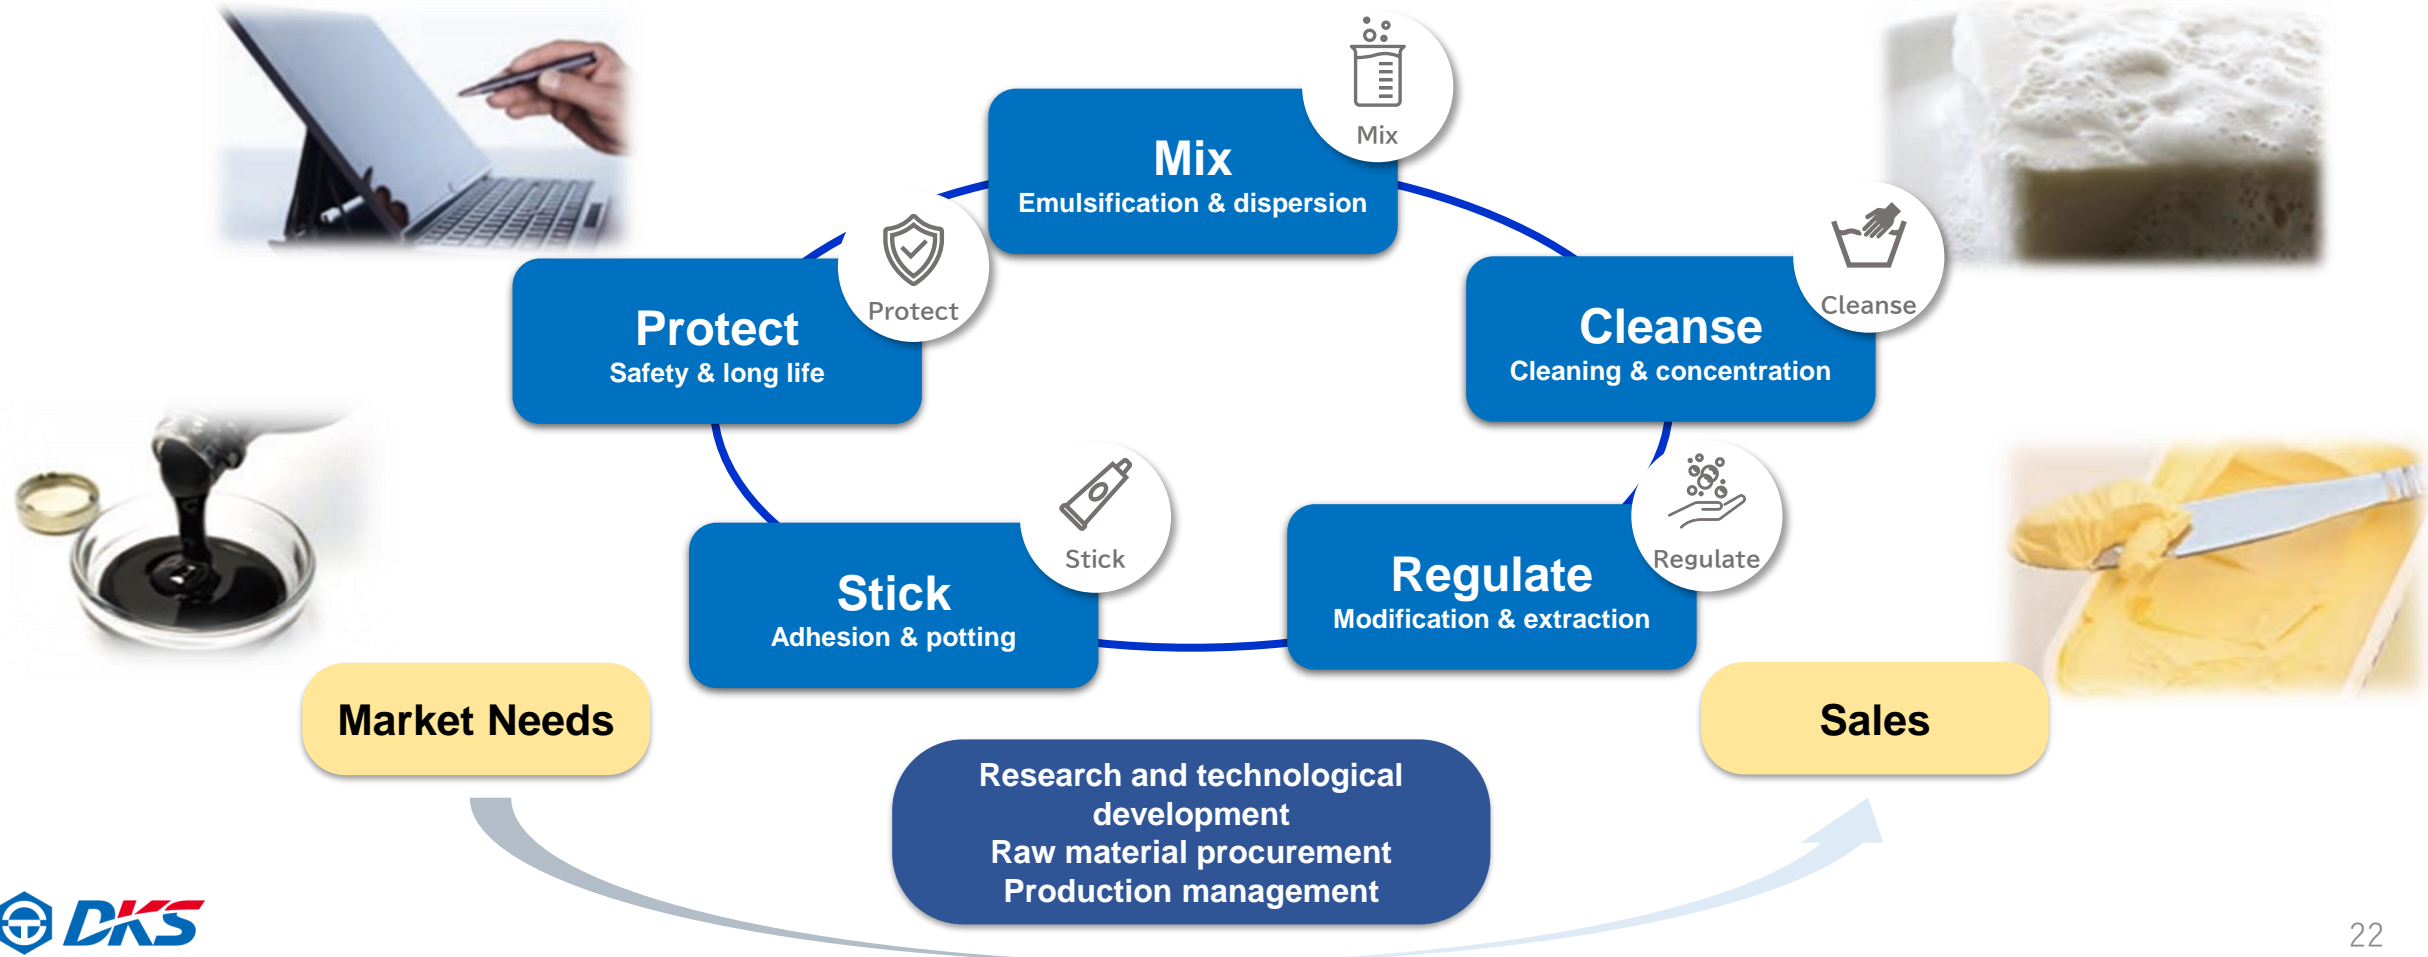 Mix
Mix
Emulsification & dispersion
Protect
Protect
Safety & long life
Cleanse
Cleanse
Cleaning & concentration
Stick
Stick
Adhesion & potting
Regulate
Regulate
Modification & extraction
Market Needs
Sales
Research and technological
development
Raw material procurement
Production management
DKS
22